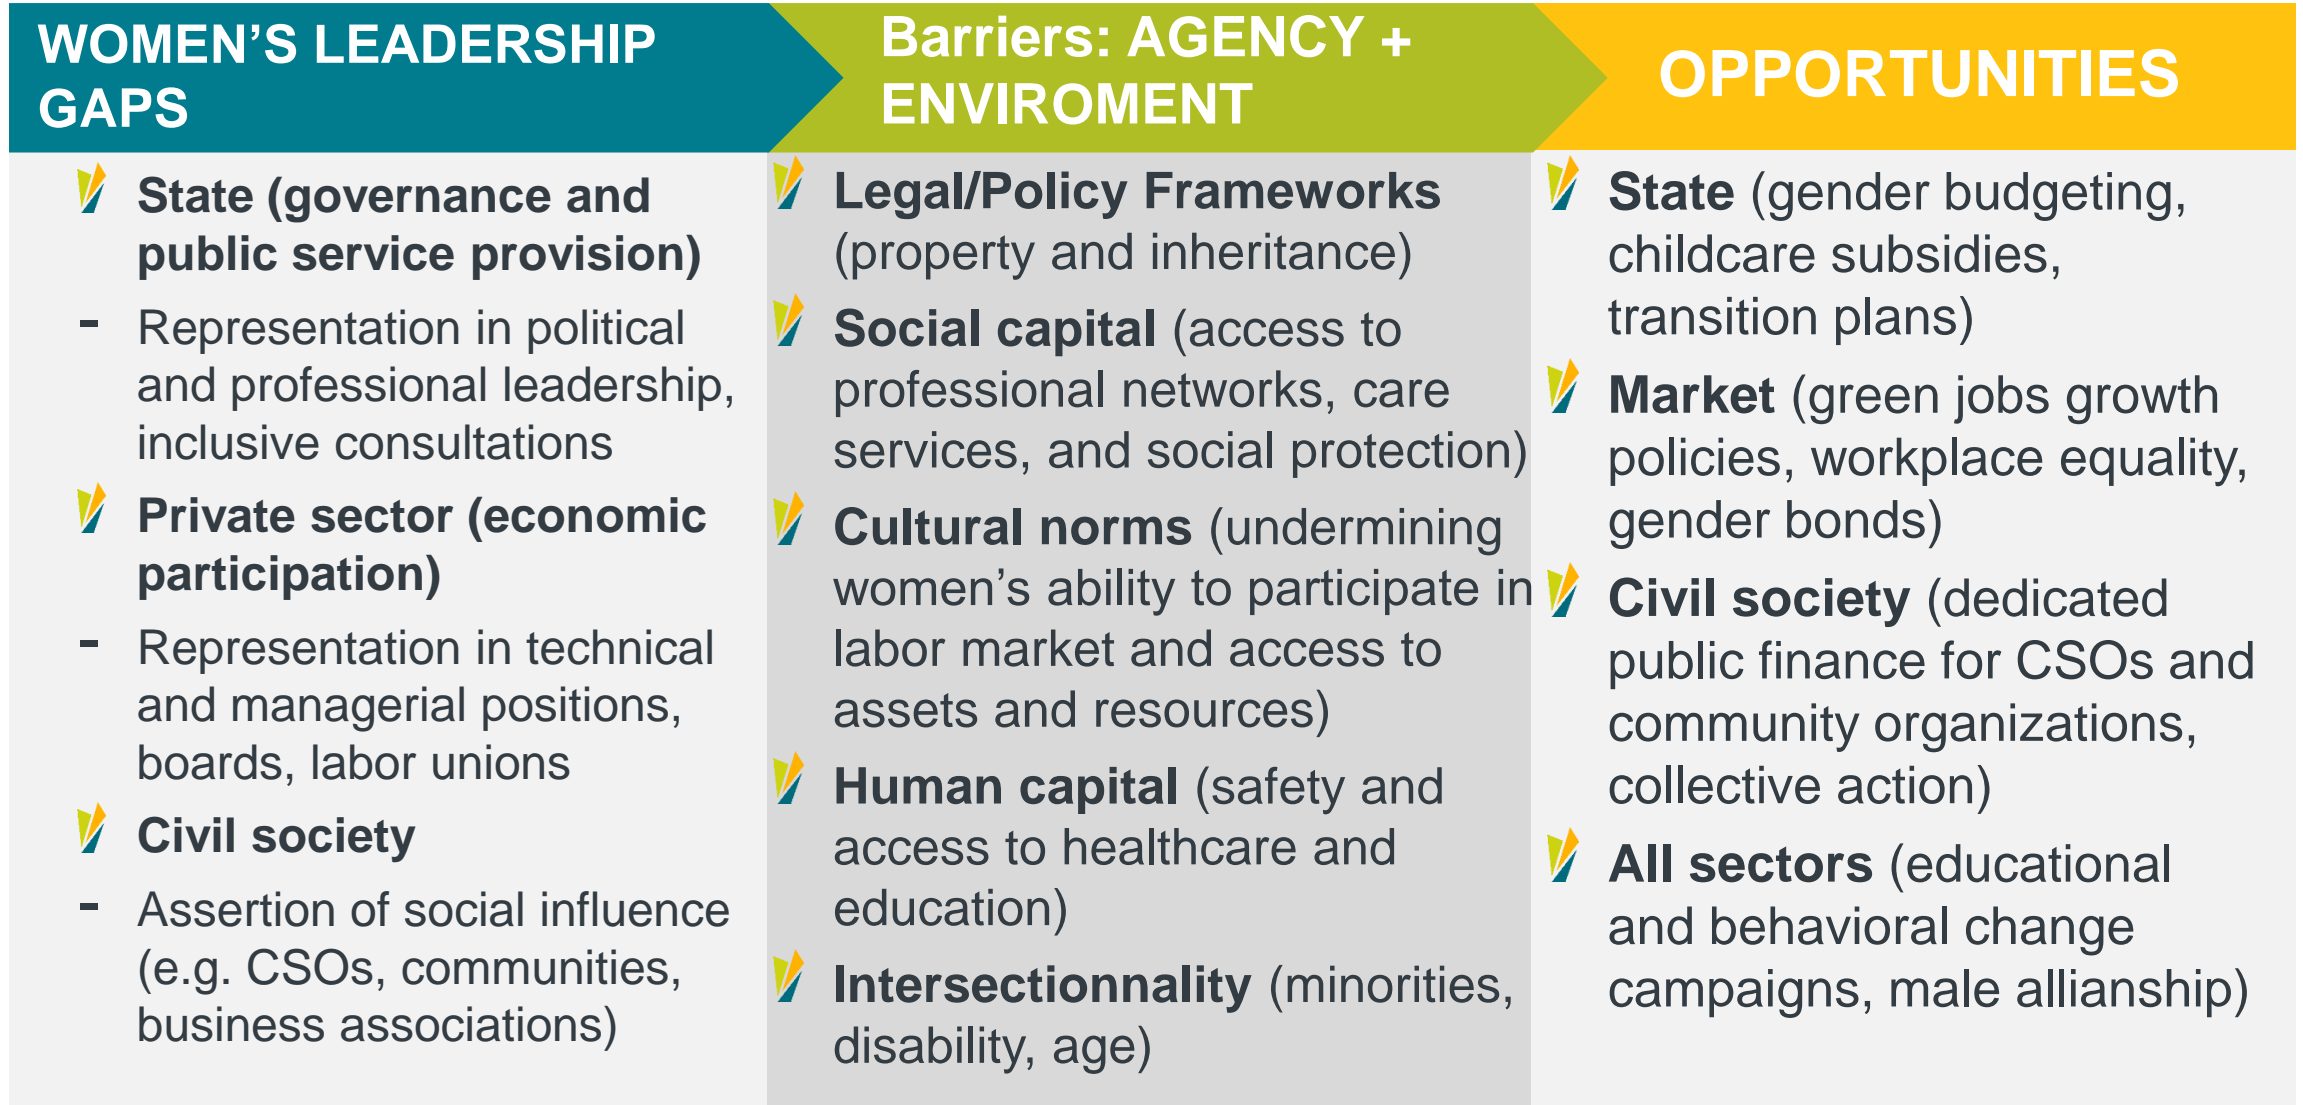 WOMEN’S LEADERSHIP
GAPS
State (governance and
public service provision)
- Representation in political
and professional leadership,
inclusive consultations
Private sector (economic
participation)
- Representation in technical
and managerial positions,
boards, labor unions
Civil society
- Assertion of social influence
(e.g. CSOs, communities,
business associations)
Barriers: AGENCY +
ENVIROMENT
Legal/Policy Frameworks
(property and inheritance)
Social capital (access to
professional networks, care
services, and social protection)
Cultural norms (undermining
women’s ability to participate in
labor market and access to
assets and resources)
Human capital (safety and
access to healthcare and
education)
Intersectionnality (minorities,
disability, age)
OPPORTUNITIES
State (gender budgeting,
childcare subsidies,
transition plans)
Market (green jobs growth
policies, workplace equality,
gender bonds)
Civil society (dedicated
public finance for CSOs and
community organizations,
collective action)
All sectors (educational
and behavioral change
campaigns, male allianship)